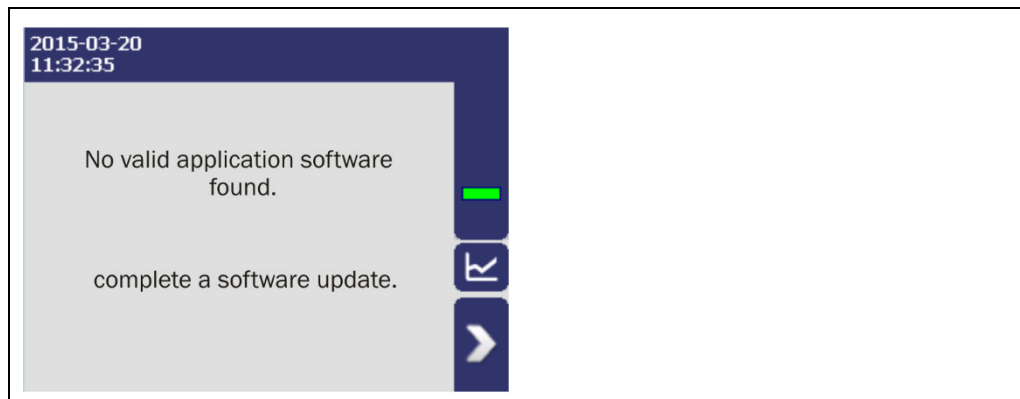 2015-03-20
11:32:35
No valid application software
found.
complete a software update.